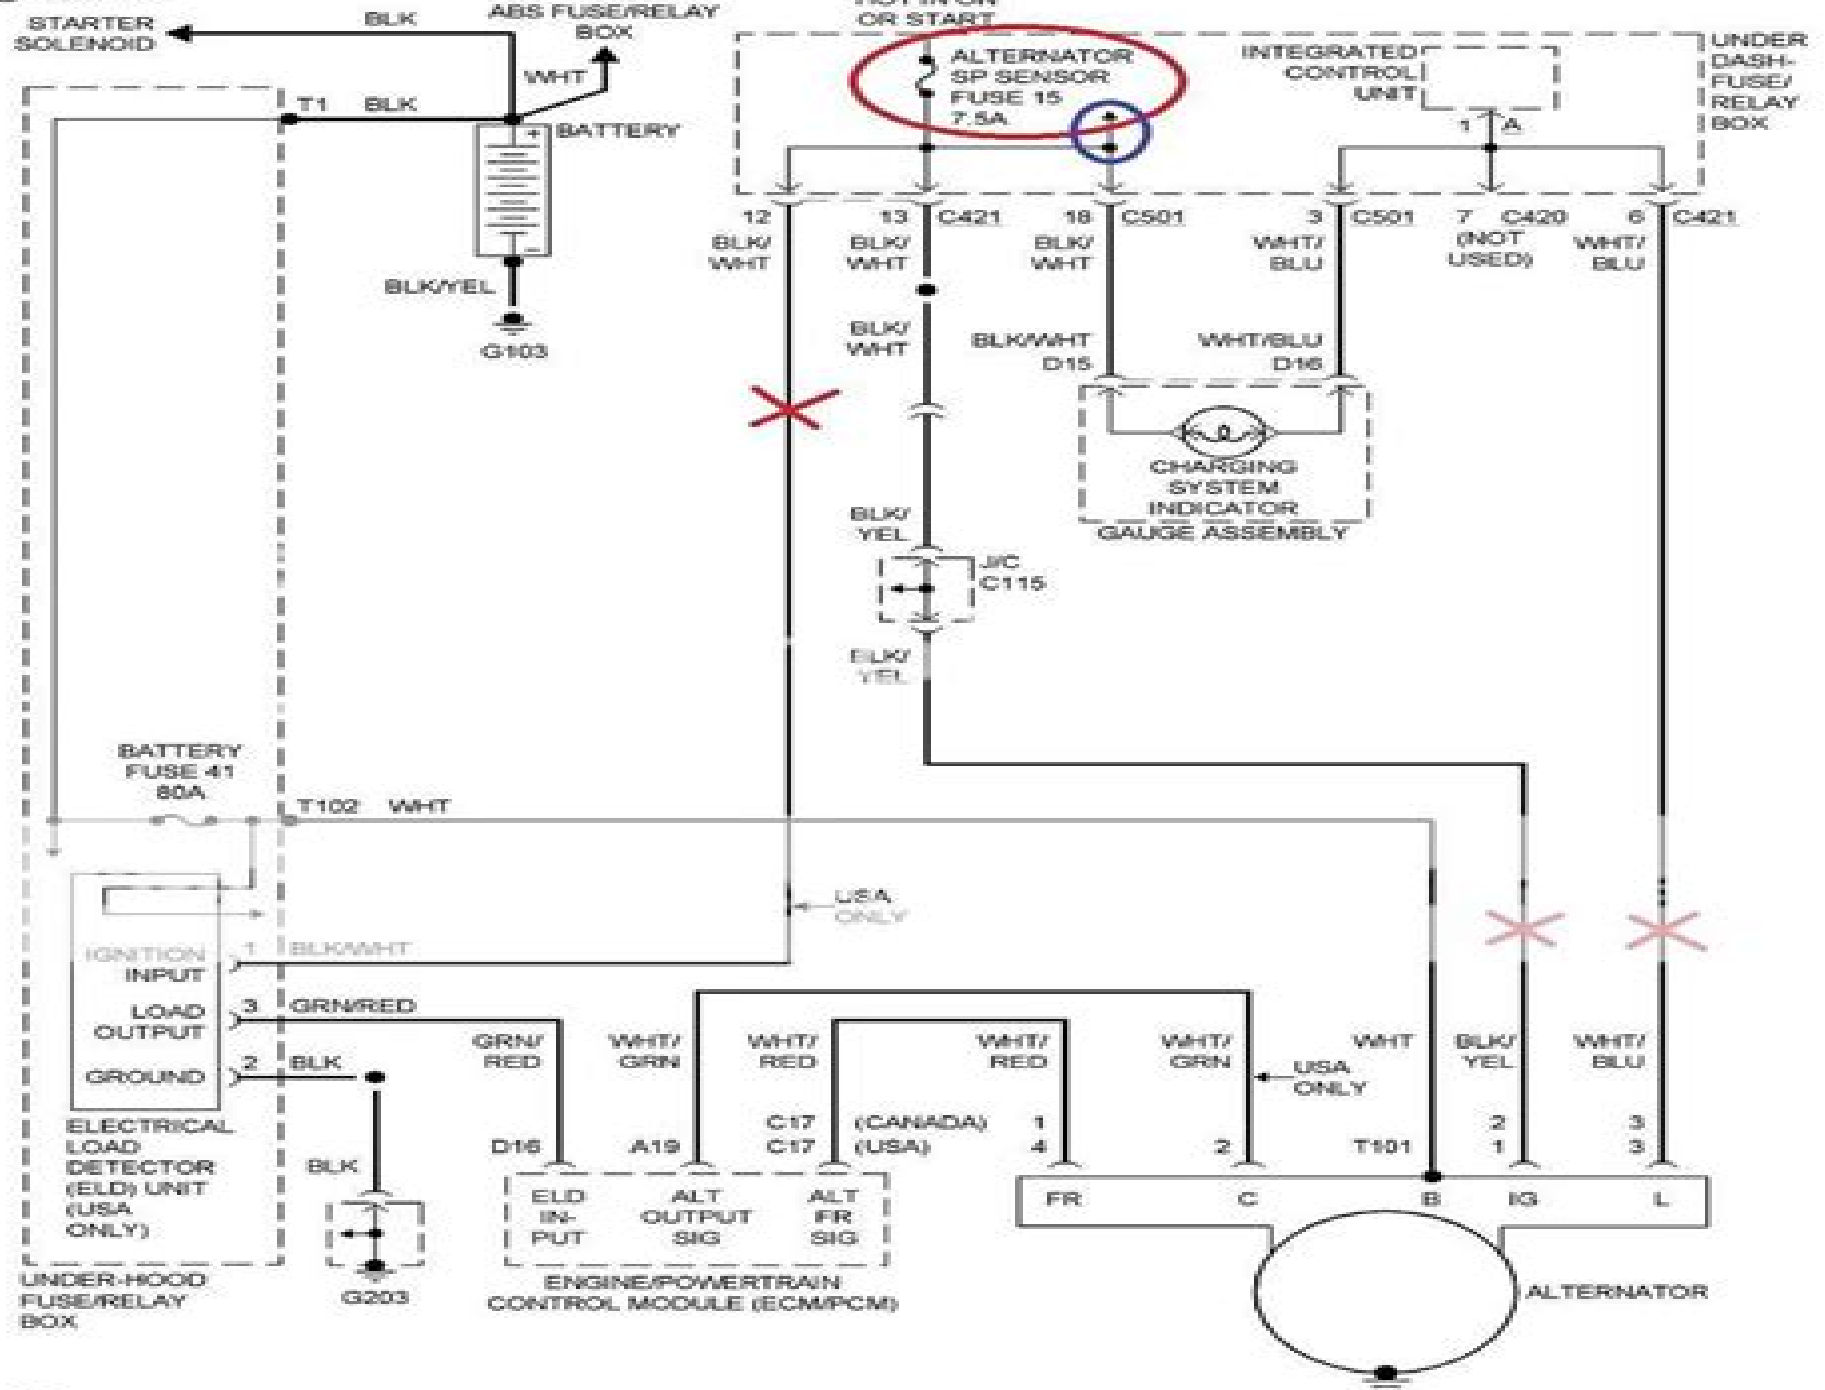 STARTER
SOLENOID
BLK
ABS FUSE/RELAY
BOX
WHT
T1 BLK
BATTERY
+
-
BLK/YEL
G103
HOT IN ON
OR START
ALTERNATOR
SP SENSOR
FUSE 15
7.5A
INTEGRATED
CONTROL
UNIT
1 A
UNDER
DASH-
FUSE/
RELAY
BOX
12
13 C421
18 C501
3 C501
7 C420
6 C421
BLK/
WHT
BLK/
WHT
BLK/
WHT
WHT/
BLU
(NOT
USED)
WHT/
BLU
BLK/
WHT
BLK/WHT
D15
WHT/BLU
D16
CHARGING
SYSTEM
INDICATOR
GAUGE ASSEMBLY
BLK/
YEL
J/C
C115
BLK/
YEL
BATTERY
FUSE 41
80A
T102 WHT
USA
ONLY
IGNITION
INPUT
1 BLK/WHT
LOAD
OUTPUT
3 GRN/RED
GROUND
2 BLK
ELECTRICAL
LOAD
DETECTOR
(ELD) UNIT
(USA
ONLY)
UNDER-HOOD
FUSE/RELAY
BOX
BLK
G203
GRN/
RED
WHT/
GRN
WHT/
RED
WHT/
RED
WHT/
GRN
USA
ONLY
WHT
BLK/
YEL
WHT/
BLU
C17 (CANADA) 1
2
3
D16
A19
C17 (USA) 4
2
T101
1
3
ELD
IN-
PUT
ALT
OUTPUT
SIG
ALT
FR
SIG
ENGINE/POWERTRAIN
CONTROL MODULE (ECM/PCM)
FR C B IG L
ALTERNATOR